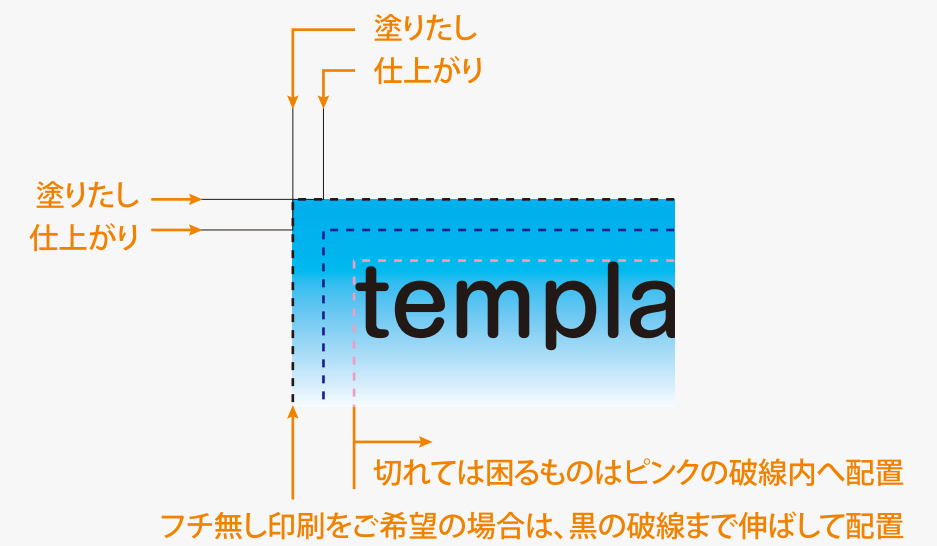 塗りたし
仕上がり
塗りたし
仕上がり
templa
切れては困るものはピンクの破線内へ配置
フチ無し印刷をご希望の場合は、黒の破線まで伸ばして配置